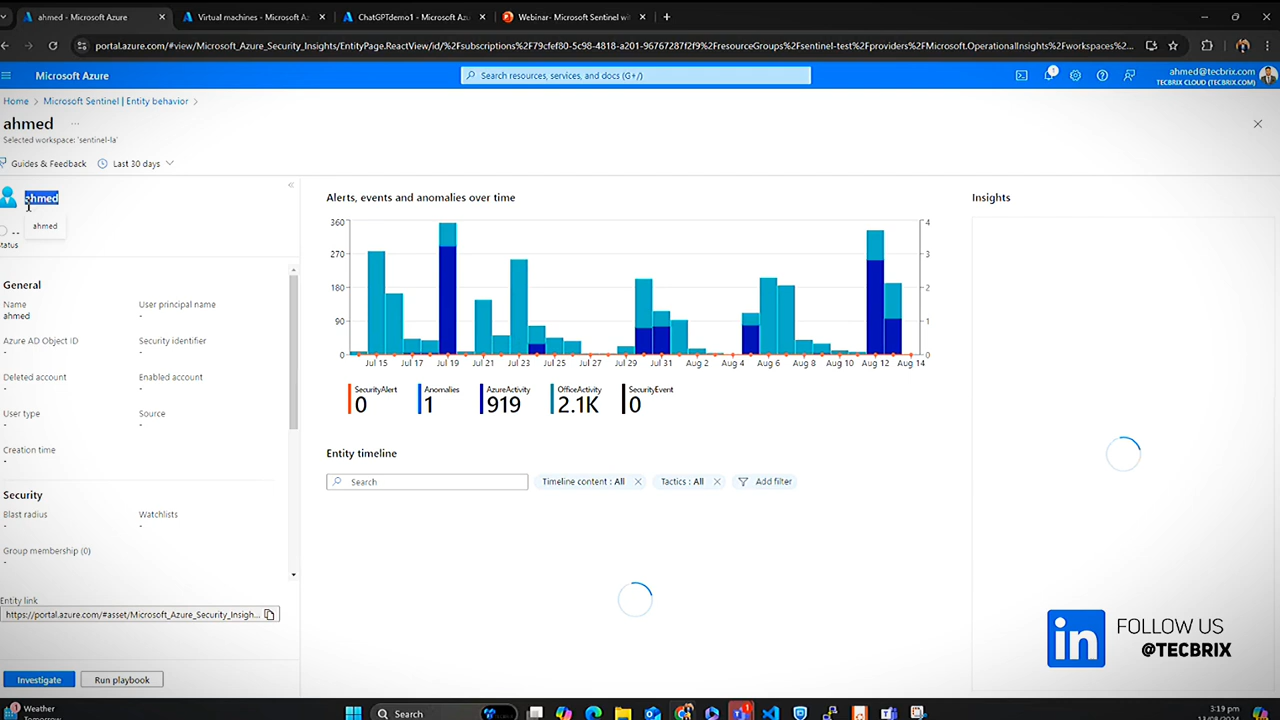 ahmed - Microsoft Azure
Virtual machines - Microsoft A
ChatGPTdemo1 - Microsoft Az
Webinar- Microsoft Sentinel w
portal.azure.com/#view/Microsoft_Azure_Security_Insights/EntityPage.ReactView/id/%2Fsubscriptions%2F79cfef80-5c98-4818-a201-96767287f2f9%2FresourceGroups%2Fsentinel-test%2Fproviders%2FMicrosoft.OperationalInsights%2Fworkspaces%2...
Microsoft Azure
Search resources, services, and docs (G+/)
1
ahmed@tecbrix.com
TECBRIX CLOUD (TECBRIX.COM)
Home > Microsoft Sentinel | Entity behavior >
ahmed ...
Selected workspace: 'sentinel-la'
Guides & Feedback
Last 30 days
ahmed
ahmed
--
Status
General
Name
User principal name
ahmed
-
Azure AD Object ID
Security identifier
-
-
Deleted account
Enabled account
-
-
User type
Source
-
-
Creation time
-
Security
Blast radius
Watchlists
-
-
Group membership (0)
-
Entity link
https://portal.azure.com/#asset/Microsoft_Azure_Security_Insigh...
Investigate
Run playbook
Alerts, events and anomalies over time
360
270
180
90
0
4
3
2
1
0
Jul 15 Jul 17 Jul 19 Jul 21 Jul 23 Jul 25 Jul 27 Jul 29 Jul 31 Aug 2 Aug 4 Aug 6 Aug 8 Aug 10 Aug 12 Aug 14
SecurityAlert
0
Anomalies
1
AzureActivity
919
OfficeActivity
2.1K
SecurityEvent
0
Entity timeline
Search
Timeline content : All
Tactics : All
Add filter
Insights
in
FOLLOW US
@TECBRIX
Weather
Tomorrow
Search
3:19 pm
13/08/2024